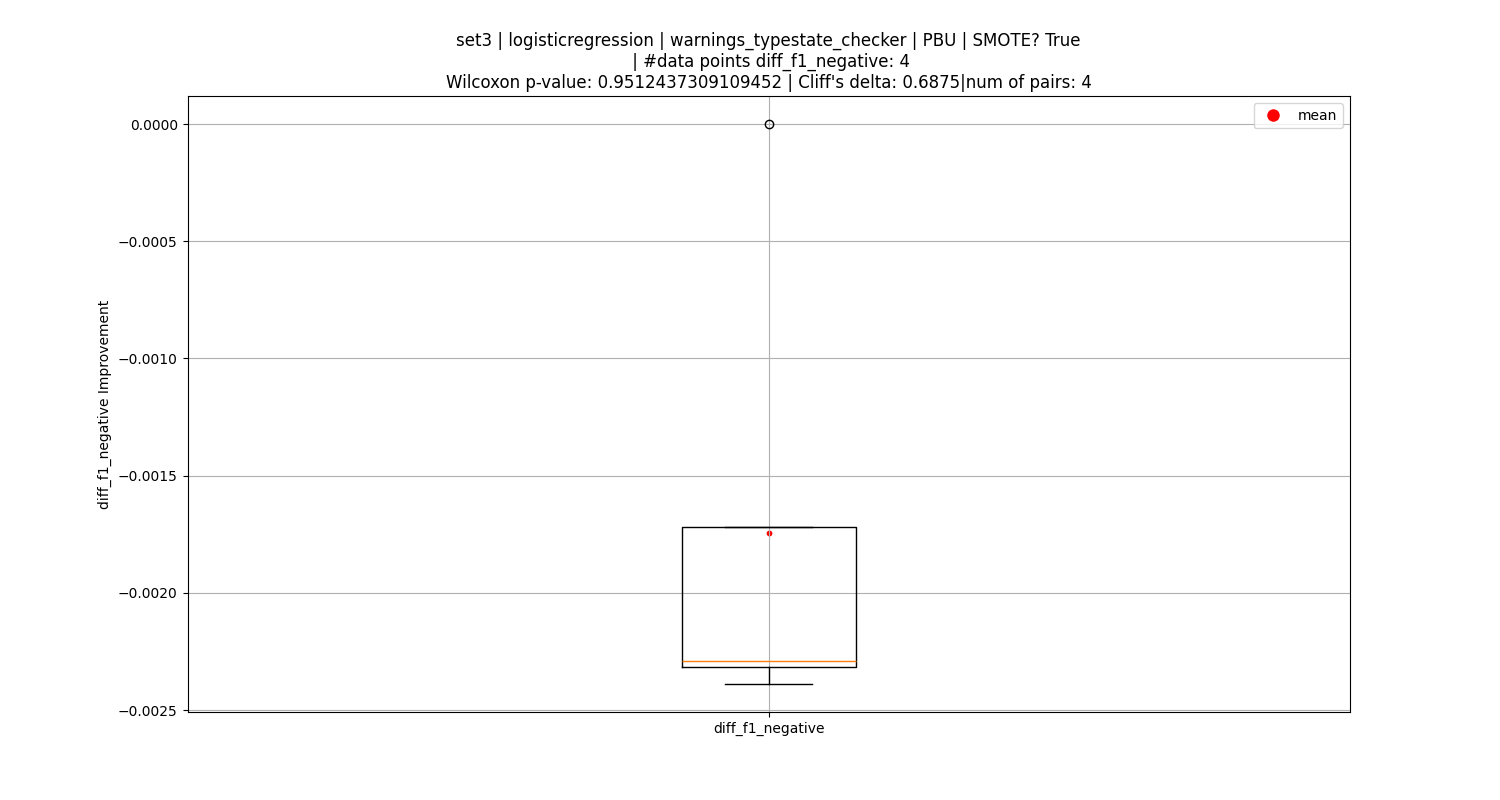 set3 | logisticregression | warnings_typestate_checker | PBU | SMOTE? True
| #data points diff_f1_negative: 4
Wilcoxon p-value: 0.9512437309109452 | Cliff's delta: 0.6875|num of pairs: 4
mean
0.0000
−0.0005
−0.0010
−0.0015
−0.0020
−0.0025
diff_f1_negative Improvement
diff_f1_negative